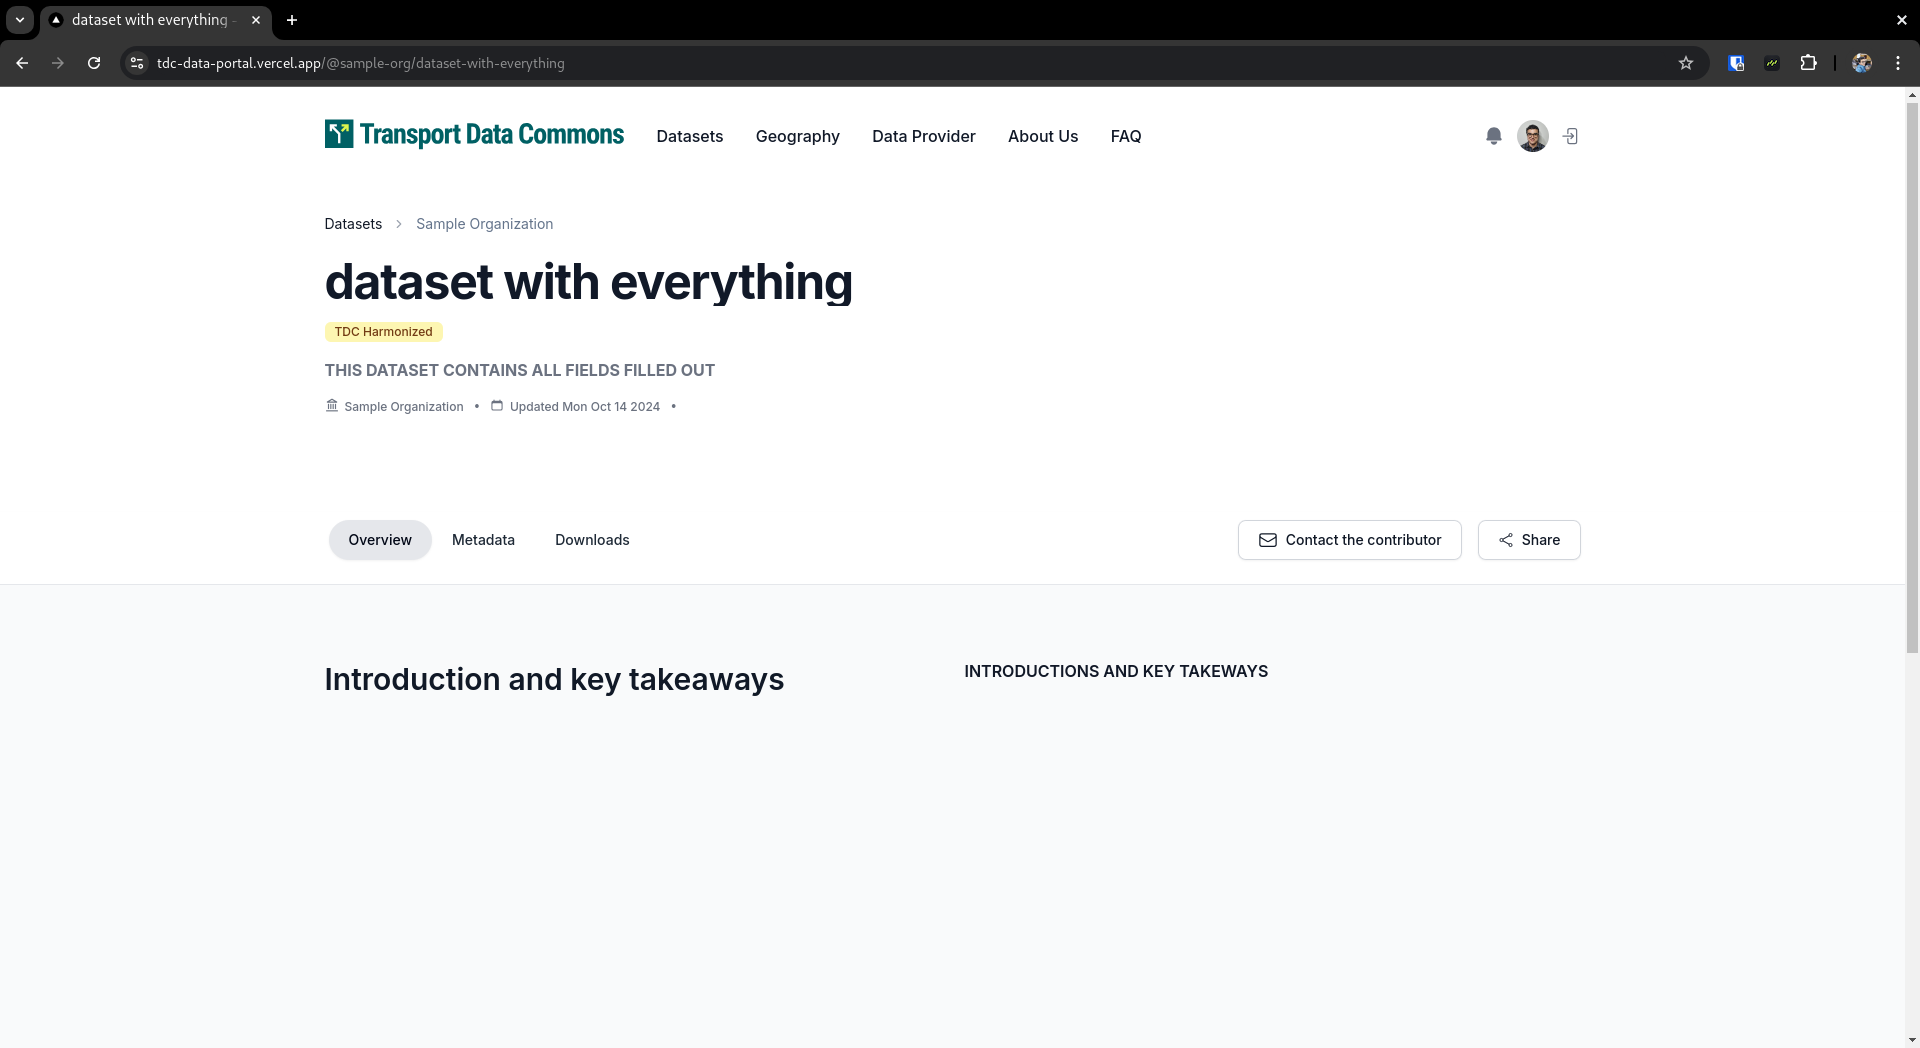 dataset with everything -
tdc-data-portal.vercel.app/@sample-org/dataset-with-everything
Transport Data Commons Datasets Geography Data Provider About Us FAQ
Datasets > Sample Organization
dataset with everything
TDC Harmonized
THIS DATASET CONTAINS ALL FIELDS FILLED OUT
Sample Organization • Updated Mon Oct 14 2024 •
Overview Metadata Downloads Contact the contributor Share
Introduction and key takeaways
INTRODUCTIONS AND KEY TAKEWAYS